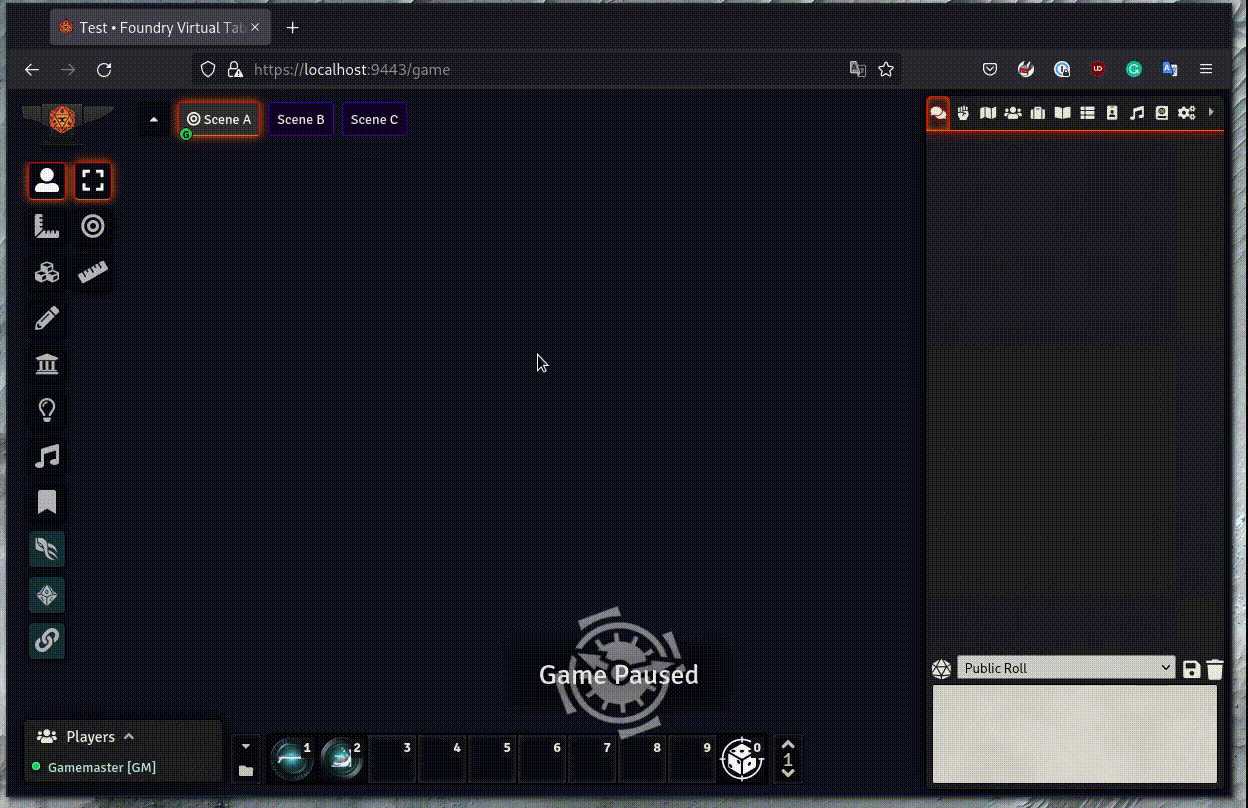 Test • Foundry Virtual Tab
https://localhost:9443/game
Scene A
Scene B
Scene C
G
Game Paused
Public Roll
Players
Gamemaster [GM]
1
2
3
4
5
6
7
8
9
0
1